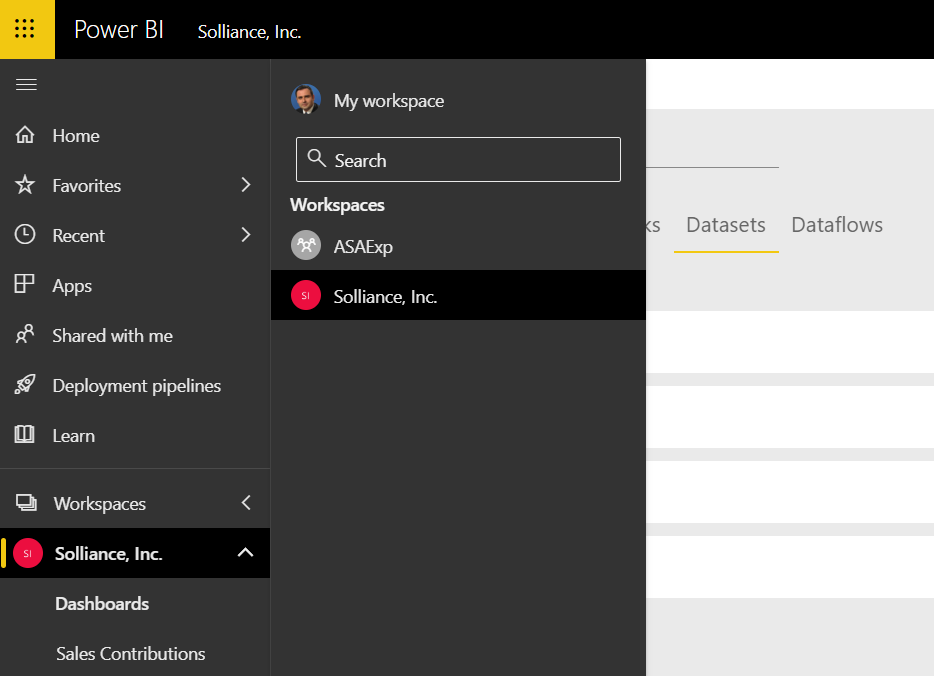 Power BI
Solliance, Inc.
Home
Favorites
Recent
Apps
Shared with me
Deployment pipelines
Learn
Workspaces
SI Solliance, Inc.
Dashboards
Sales Contributions
My workspace
Search
Workspaces
ASAExp
SI Solliance, Inc.
Datasets Dataflows